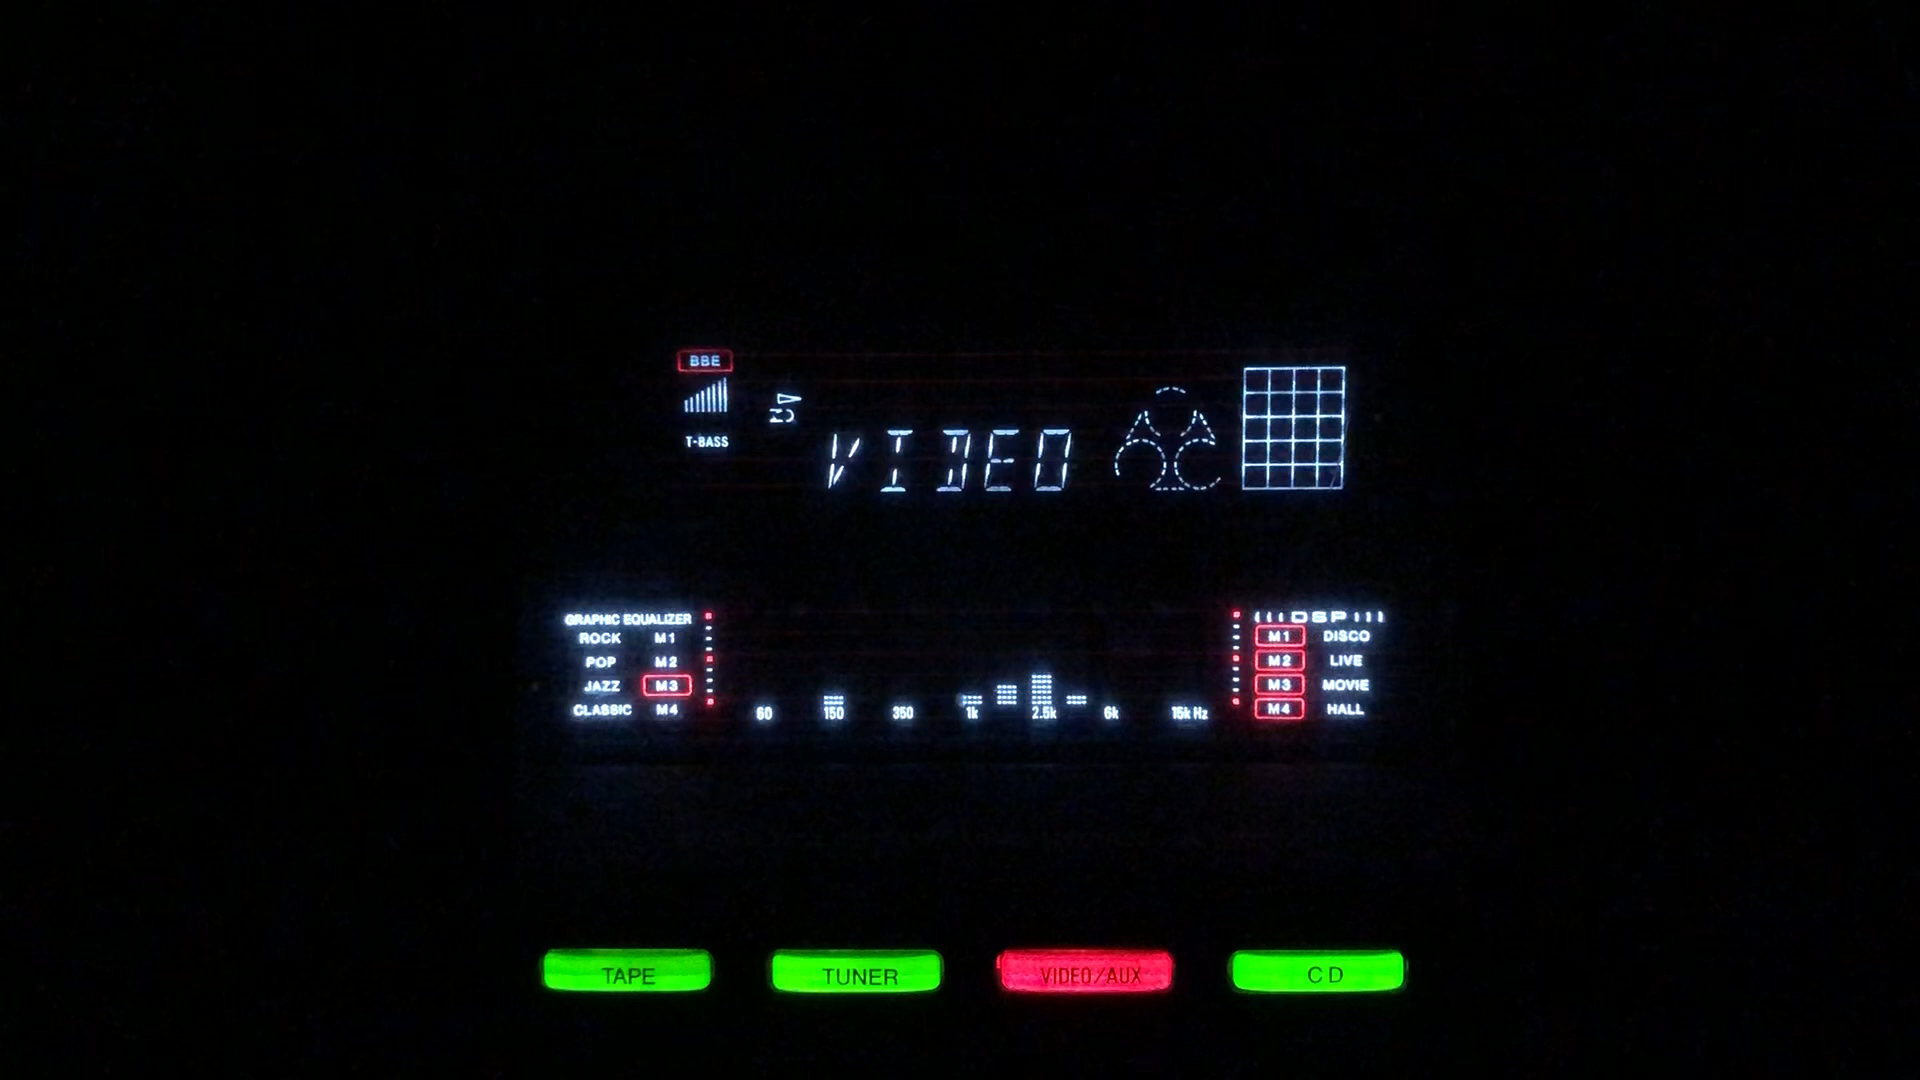 BBE
T-BASS
VIDEO
GRAPHIC EQUALIZER
ROCK M1
POP M2
JAZZ M3
CLASSIC M4
60 150 350 1k 2.5k 6k 15k Hz
DSP
M1 DISCO
M2 LIVE
M3 MOVIE
M4 HALL
TAPE TUNER VIDEO/AUX CD